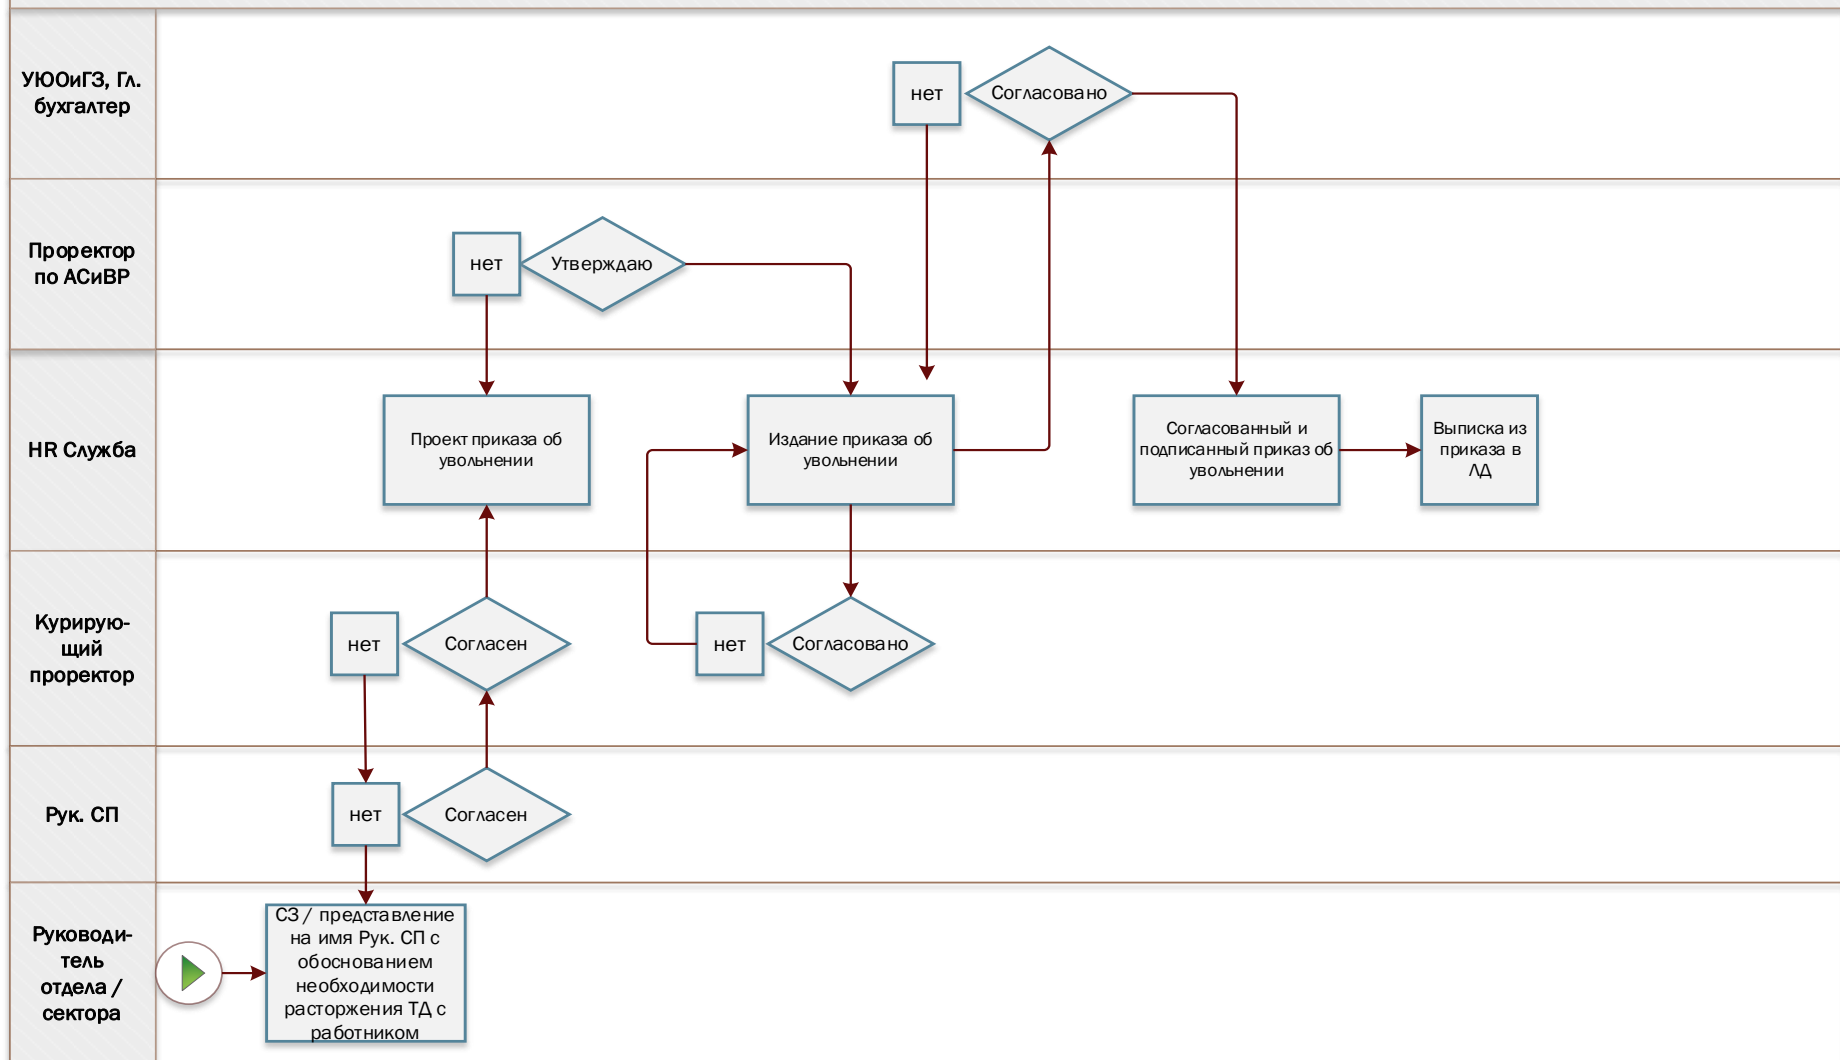 УЮОиГЗ, Гл.
бухгалтер
нет
Согласовано
Проректор
по АСиВР
нет
Утверждаю
HR Служба
Проект приказа об
увольнении
Издание приказа об
увольнении
Согласованный и
подписанный приказ об
увольнении
Выписка из
приказа в
ЛД
Курирую-
щий
проректор
нет
Согласен
нет
Согласовано
Рук. СП
нет
Согласен
Руководи-
тель
отдела /
сектора
СЗ / представление
на имя Рук. СП с
обоснованием
необходимости
расторжения ТД с
работником